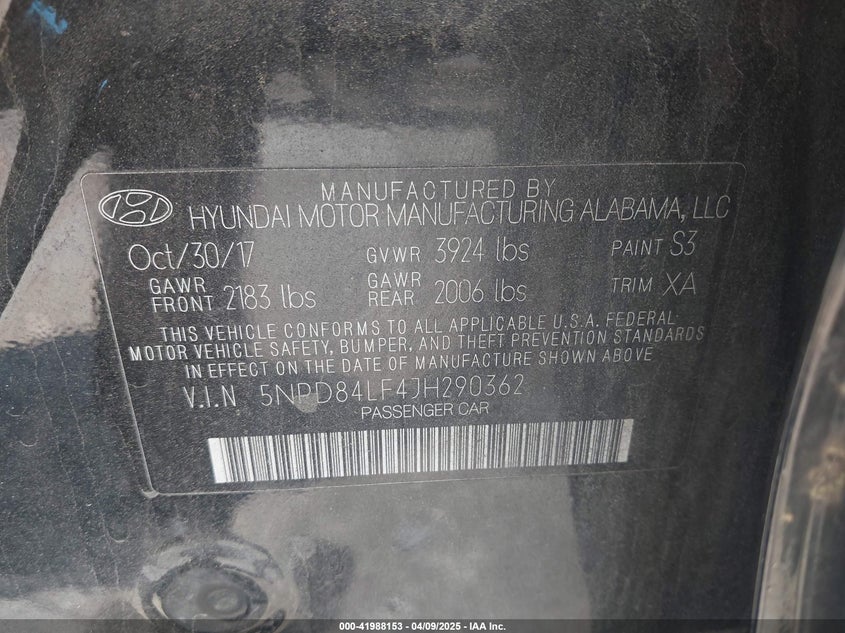 MANUFACTURED BY
HYUNDAI MOTOR MANUFACTURING ALABAMA, LLC
Oct/30/17 GVWR 3924 lbs PAINT S3
GAWR FRONT 2183 lbs GAWR REAR 2006 lbs TRIM XA
THIS VEHICLE CONFORMS TO ALL APPLICABLE U.S.A. FEDERAL
MOTOR VEHICLE SAFETY, BUMPER, AND THEFT PREVENTION STANDARDS
IN EFFECT ON THE DATE OF MANUFACTURE SHOWN ABOVE
V.I.N 5NPD84LF4JH290362
PASSENGER CAR
000-41988153 - 04/09/2025 - IAA Inc.